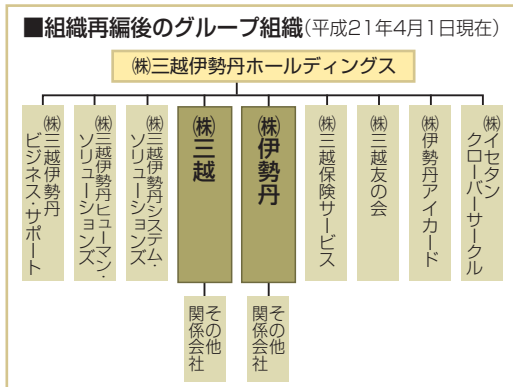 ■組織再編後のグループ組織(平成21年4月1日現在)
㈱三越伊勢丹ホールディングス
㈱三越伊勢丹
ビジネス・サポート
㈱三越伊勢丹ヒューマン・
ソリューションズ
㈱三越伊勢丹システム・
ソリューションズ
㈱三越
㈱伊勢丹
㈱三越保険サービス
㈱三越友の会
㈱伊勢丹アイカード
㈱イセタン
クローバーサークル
その他
関係会社
その他
関係会社